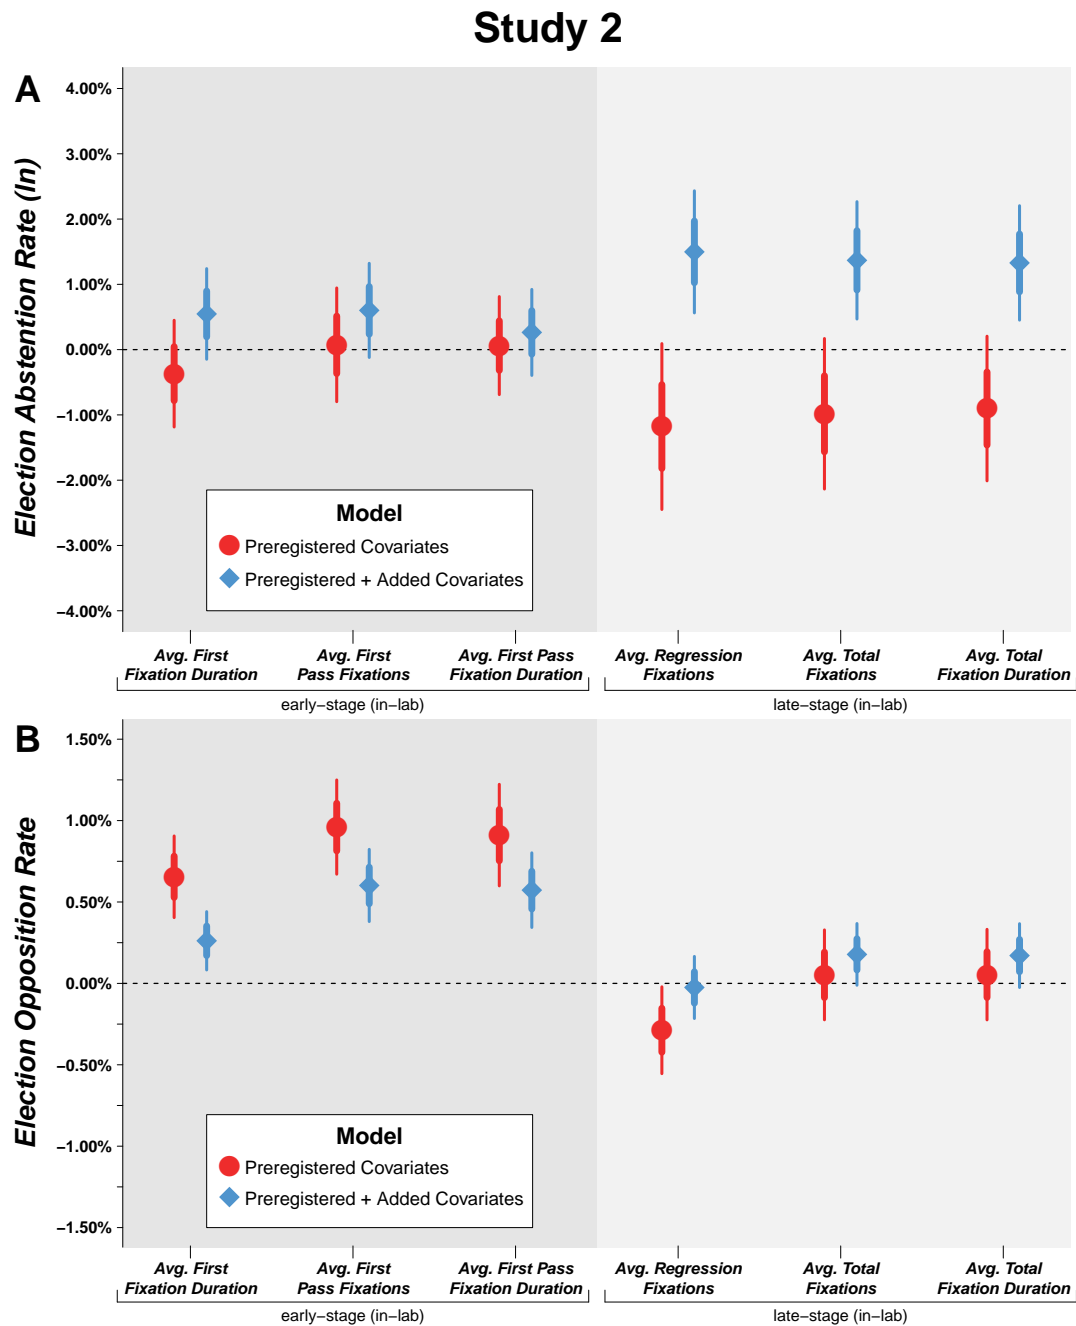 Study 2
A
Election Abstention Rate (ln)
4.00%
3.00%
2.00%
1.00%
0.00%
−1.00%
−2.00%
−3.00%
−4.00%
Model
Preregistered Covariates
Preregistered + Added Covariates
Avg. First
Fixation Duration
Avg. First
Pass Fixations
Avg. First Pass
Fixation Duration
Avg. Regression
Fixations
Avg. Total
Fixations
Avg. Total
Fixation Duration
early−stage (in−lab)
late−stage (in−lab)
B
Election Opposition Rate
1.50%
1.00%
0.50%
0.00%
−0.50%
−1.00%
−1.50%
Model
Preregistered Covariates
Preregistered + Added Covariates
Avg. First
Fixation Duration
Avg. First
Pass Fixations
Avg. First Pass
Fixation Duration
Avg. Regression
Fixations
Avg. Total
Fixations
Avg. Total
Fixation Duration
early−stage (in−lab)
late−stage (in−lab)